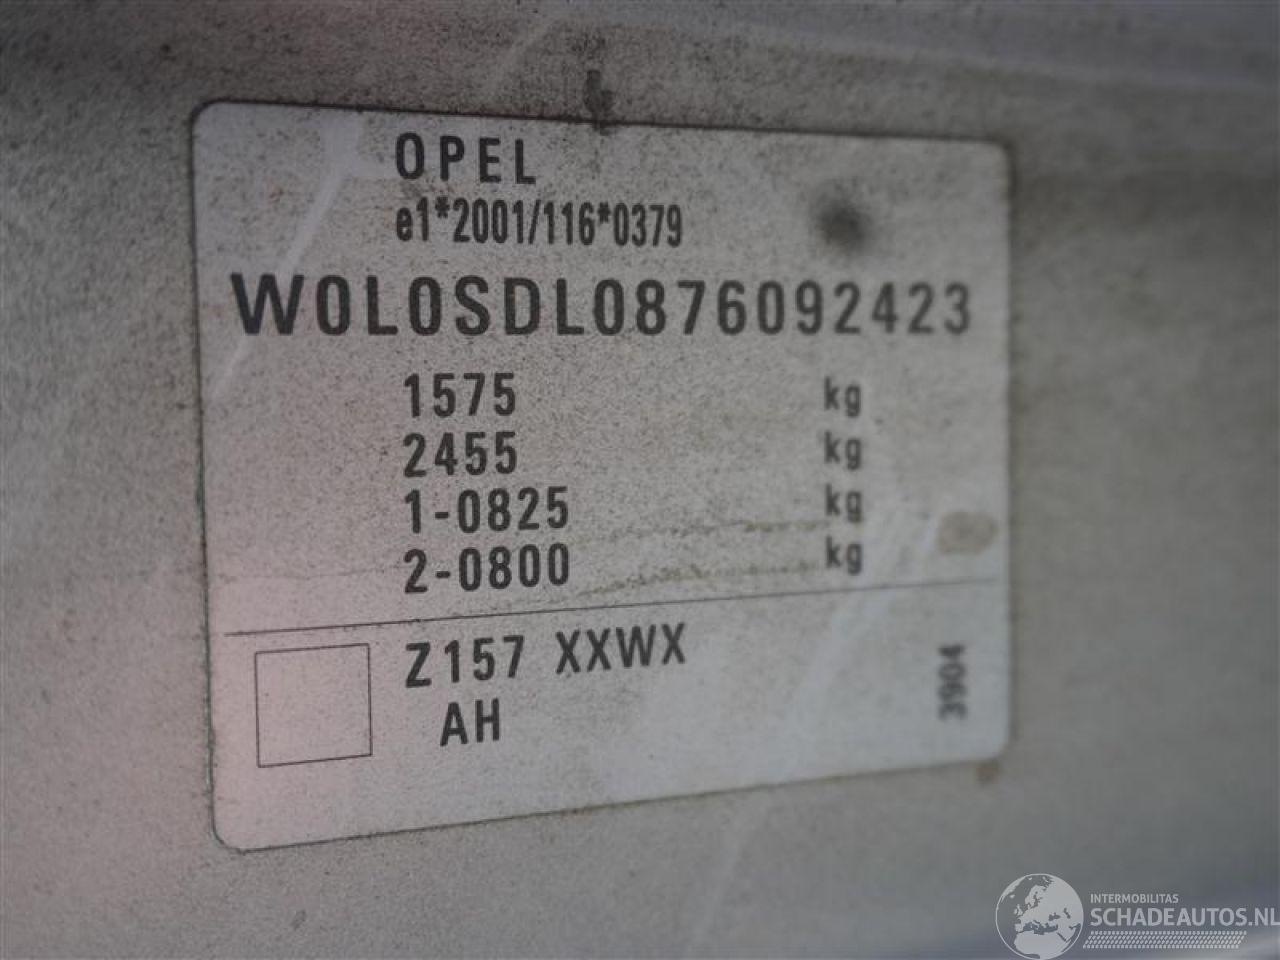 OPEL
e1*2001/116*0379
W0L0SDL0876092423
1575 kg
2455 kg
1-0825 kg
2-0800 kg
Z157 XXWX
AH
3904
INTERMOBILITAS
SCHADEAUTOS.NL